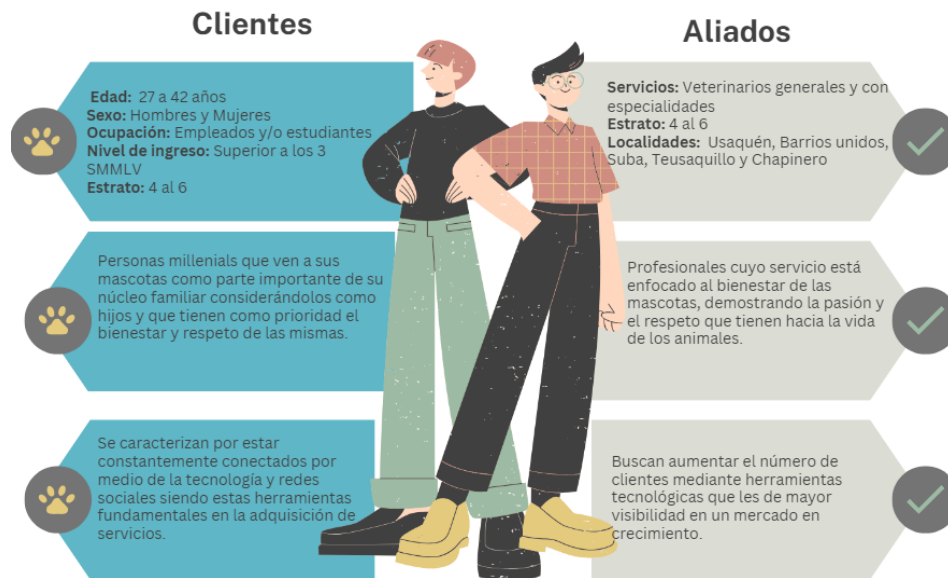 Clientes
Edad: 27 a 42 años
Sexo: Hombres y Mujeres
Ocupación: Empleados y/o estudiantes
Nivel de ingreso: Superior a los 3
SMMLV
Estrato: 4 al 6
Personas millenials que ven a sus
mascotas como parte importante de su
núcleo familiar considerándolos como
hijos y que tienen como prioridad el
bienestar y respeto de las mismas.
Se caracterizan por estar
constantemente conectados por
medio de la tecnología y redes
sociales siendo estas herramientas
fundamentales en la adquisición de
servicios.
Aliados
Servicios: Veterinarios generales y con
especialidades
Estrato: 4 al 6
Localidades: Usaquén, Barrios unidos,
Suba, Teusaquillo y Chapinero
Profesionales cuyo servicio está
enfocado al bienestar de las
mascotas, demostrando la pasión y
el respeto que tienen hacia la vida
de los animales.
Buscan aumentar el número de
clientes mediante herramientas
tecnológicas que les de mayor
visibilidad en un mercado en
crecimiento.